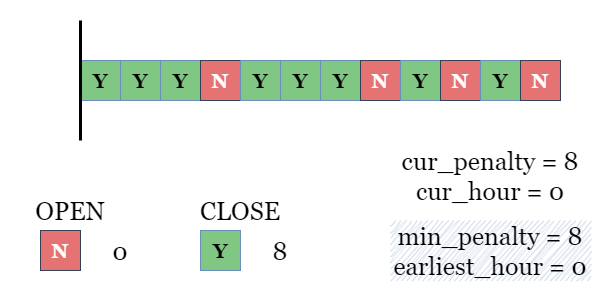 Y Y Y N Y Y Y N Y N Y N
cur_penalty = 8
cur_hour = 0
OPEN CLOSE
N 0 Y 8
min_penalty = 8
earliest_hour = 0